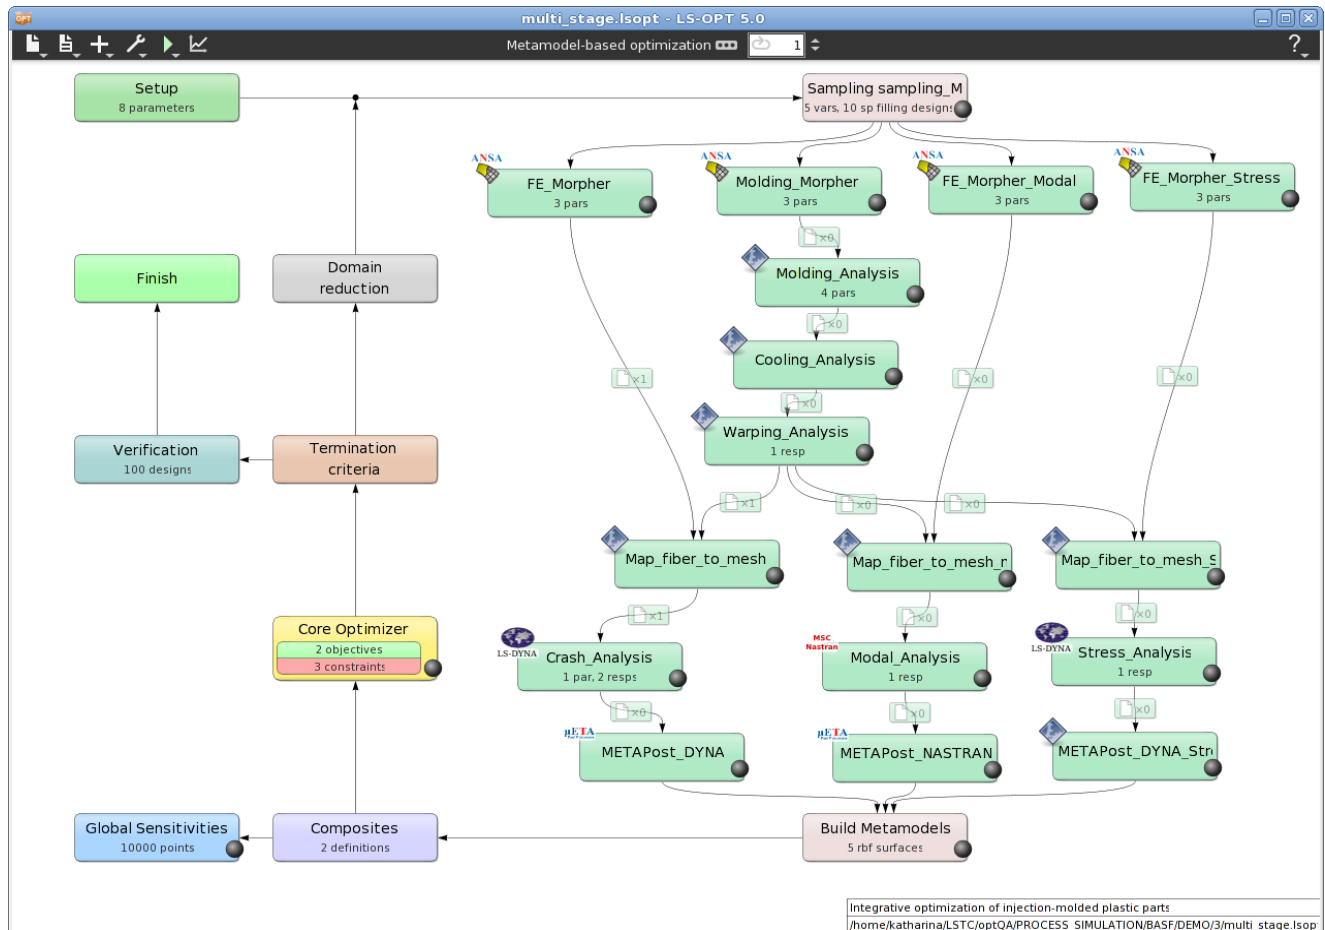 multi_stage.lsopt - LS-OPT 5.0
OPT
Metamodel-based optimization
1
?
Setup
8 parameters
Sampling sampling_M
5 vars, 10 sp filling designs
ANSA
FE_Morpher
3 pars
ANSA
Molding_Morpher
3 pars
ANSA
FE_Morpher_Modal
3 pars
ANSA
FE_Morpher_Stress
3 pars
×0
Finish
Domain
reduction
Molding_Analysis
4 pars
×0
Cooling_Analysis
×1
×0
×0
×0
Verification
100 designs
Termination
criteria
Warping_Analysis
1 resp
×1
×0
×0
Map_fiber_to_mesh
Map_fiber_to_mesh_r
Map_fiber_to_mesh_S
×1
×0
×0
Core Optimizer
2 objectives
3 constraints
LS-DYNA
Crash_Analysis
1 par, 2 resps
MSC
Nastran
Modal_Analysis
1 resp
LS-DYNA
Stress_Analysis
1 resp
×0
×0
×0
µETA
METAPost_DYNA
µETA
METAPost_NASTRAN
METAPost_DYNA_Str
Global Sensitivities
10000 points
Composites
2 definitions
Build Metamodels
5 rbf surfaces
Integrative optimization of injection-molded plastic parts
/home/katharina/LSTC/optQA/PROCESS_SIMULATION/BASF/DEMO/3/multi_stage.lsop